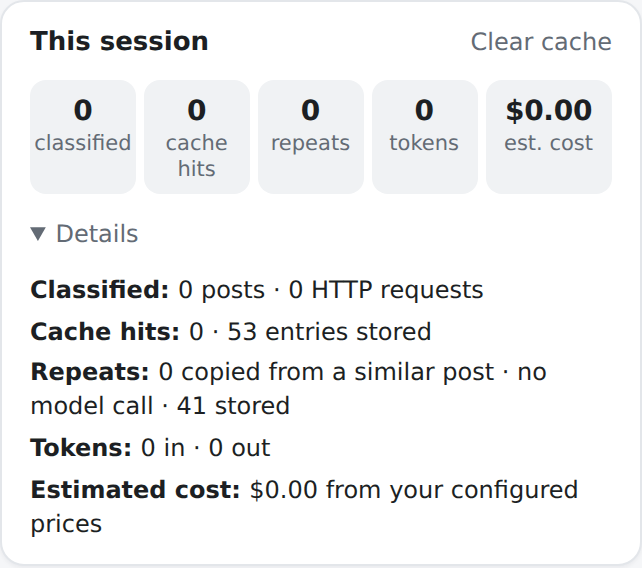 This session
Clear cache
0
classified
0
cache
hits
0
repeats
0
tokens
$0.00
est. cost
▼ Details
Classified: 0 posts · 0 HTTP requests
Cache hits: 0 · 53 entries stored
Repeats: 0 copied from a similar post · no
model call · 41 stored
Tokens: 0 in · 0 out
Estimated cost: $0.00 from your configured
prices